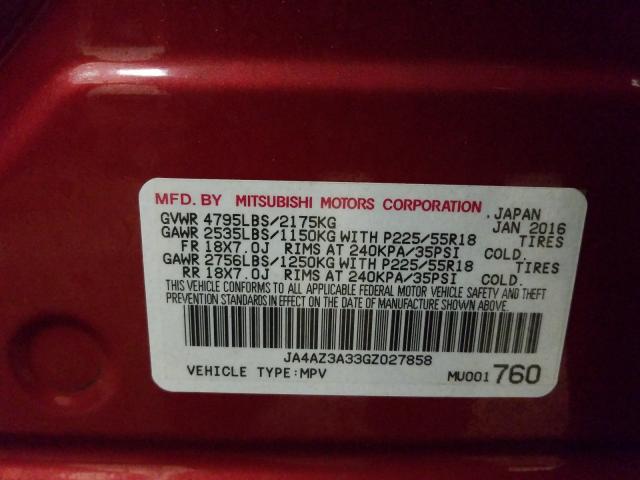 MFD. BY MITSUBISHI MOTORS CORPORATION , JAPAN
GVWR 4795LBS/2175KG JAN 2016
GAWR 2535LBS/1150KG WITH P225/55R18 TIRES
FR 18X7.0J RIMS AT 240KPA/35PSI COLD.
GAWR 2756LBS/1250KG WITH P225/55R18 TIRES
RR 18X7.0J RIMS AT 240KPA/35PSI COLD.
THIS VEHICLE CONFORMS TO ALL APPLICABLE FEDERAL MOTOR VEHICLE SAFETY AND THEFT
PREVENTION STANDARDS IN EFFECT ON THE DATE OF MANUFACTURE SHOWN ABOVE.
JA4AZ3A33GZ027858
VEHICLE TYPE:MPV MU001760